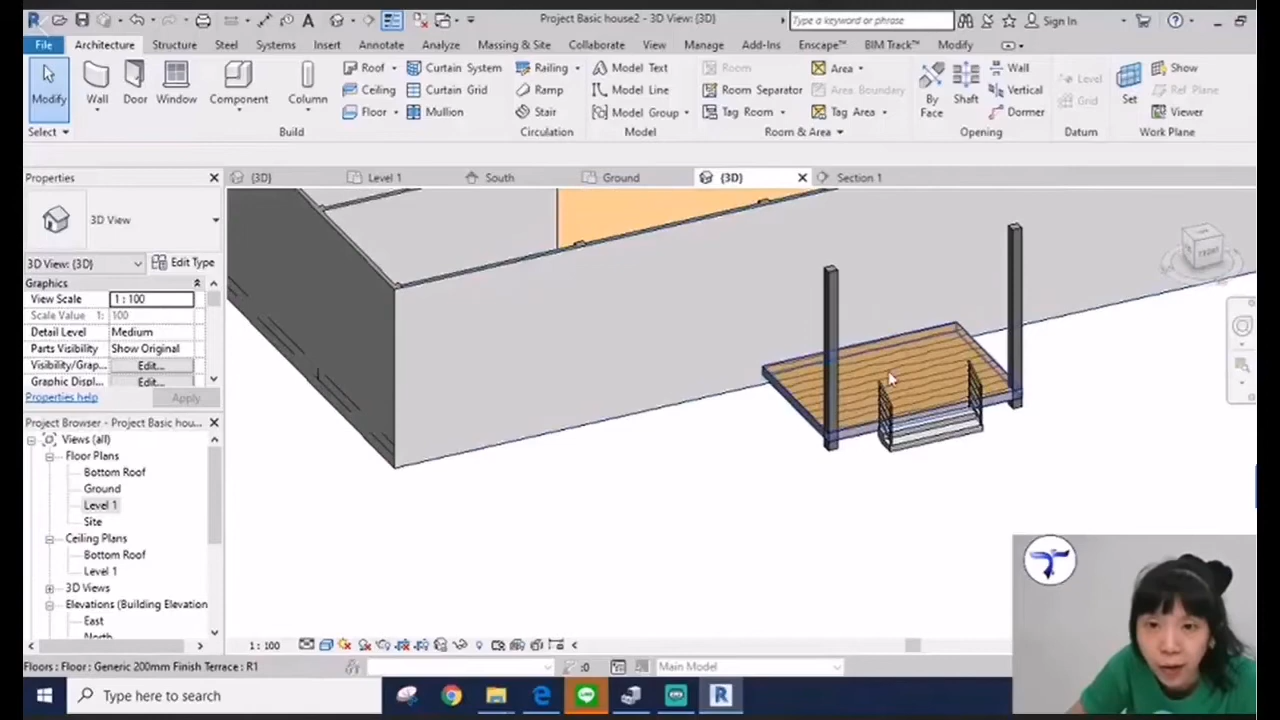 Project Basic house2 - 3D View: {3D}
Type a keyword or phrase
Sign In
File Architecture Structure Steel Systems Insert Annotate Analyze Massing & Site Collaborate View Manage Add-Ins Enscape™ BIM Track™ Modify
Modify
Wall
Door
Window
Component
Column
Roof
Ceiling
Floor
Curtain System
Curtain Grid
Mullion
Railing
Ramp
Stair
Model Text
Model Line
Model Group
Room
Room Separator
Tag Room
Area
Area Boundary
Tag Area
By Face
Shaft
Wall
Vertical
Dormer
Level
Grid
Set
Show
Ref Plane
Viewer
Select Build Circulation Model Room & Area Opening Datum Work Plane
Properties
{3D} Level 1 South Ground {3D} Section 1
3D View
3D View: {3D} Edit Type
Graphics
View Scale 1 : 100
Scale Value 1: 100
Detail Level Medium
Parts Visibility Show Original
Visibility/Grap... Edit...
Graphic Displ... Edit...
Properties help Apply
FRONT
Project Browser - Project Basic hou...
Views (all)
Floor Plans
Bottom Roof
Ground
Level 1
Site
Ceiling Plans
Bottom Roof
Level 1
3D Views
Elevations (Building Elevation
East
North
1 : 100
Floors : Floor : Generic 200mm Finish Terrace : R1
:0
Main Model
Type here to search